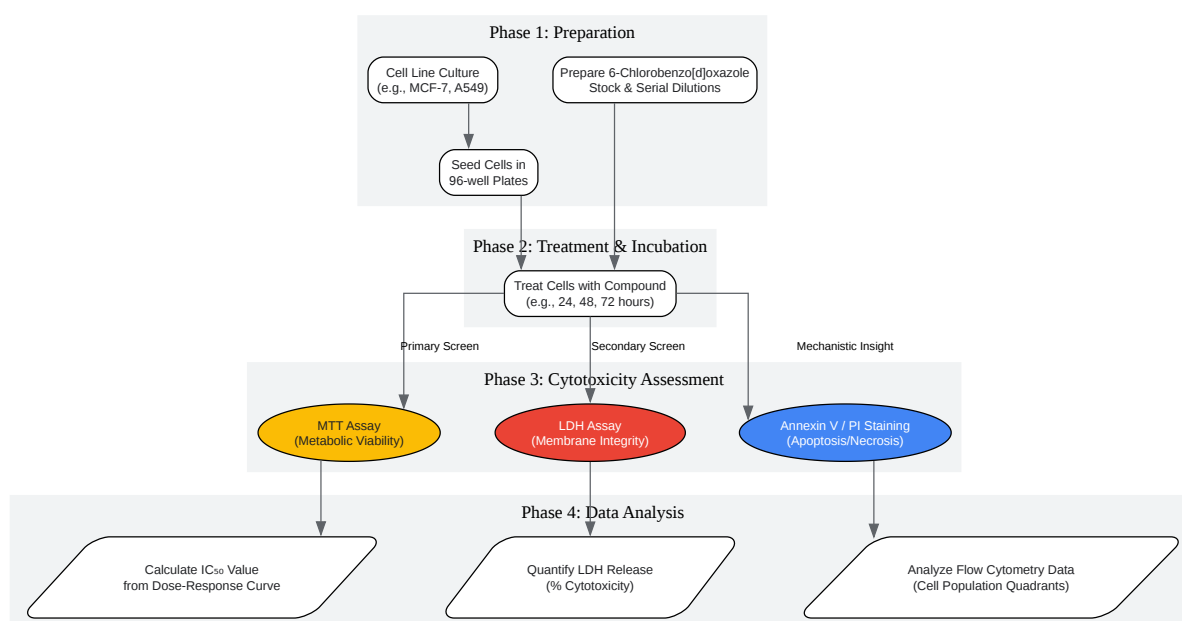 Phase 1: Preparation
Cell Line Culture
(e.g., MCF-7, A549)
Prepare 6-Chlorobenzo[d]oxazole
Stock & Serial Dilutions
Seed Cells in
96-well Plates
Phase 2: Treatment & Incubation
Treat Cells with Compound
(e.g., 24, 48, 72 hours)
Primary Screen
Secondary Screen
Mechanistic Insight
Phase 3: Cytotoxicity Assessment
MTT Assay
(Metabolic Viability)
LDH Assay
(Membrane Integrity)
Annexin V / PI Staining
(Apoptosis/Necrosis)
Phase 4: Data Analysis
Calculate IC₅₀ Value
from Dose-Response Curve
Quantify LDH Release
(% Cytotoxicity)
Analyze Flow Cytometry Data
(Cell Population Quadrants)